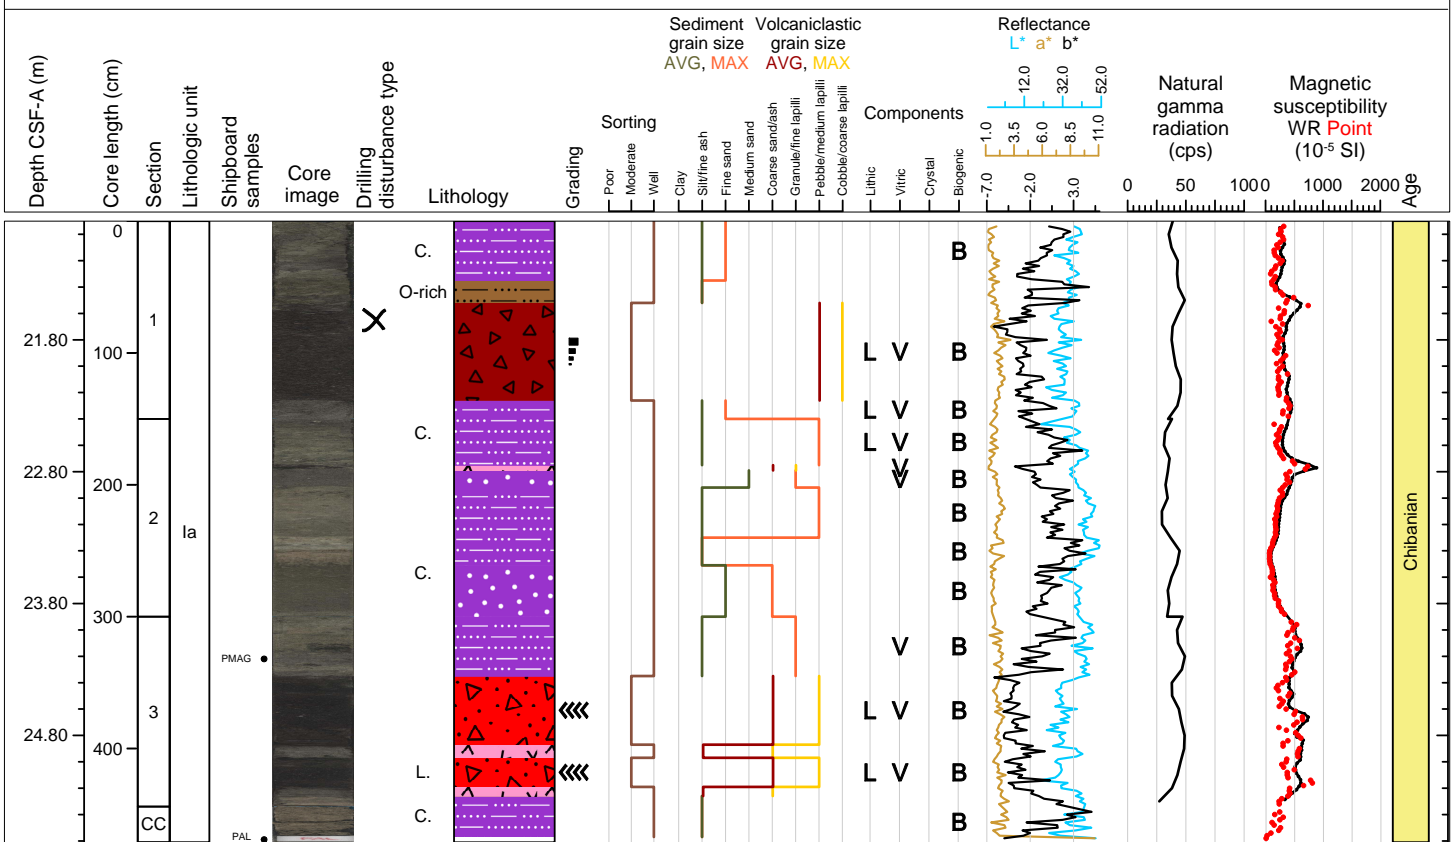 Depth CSF-A (m)
Core length (cm)
Section
Lithologic unit
Shipboard
samples
Core
image
Drilling
disturbance type
Lithology
Grading
Sorting
Poor
Moderate
Well
Sediment
grain size
AVG, MAX
Volcaniclastic
grain size
AVG, MAX
Clay
Silt/fine ash
Fine sand
Medium sand
Coarse sand/ash
Granule//fine lapilli
Pebble/medium lapilli
Cobble/coarse lapilli
Components
Lithic
Vitric
Crystal
Biogenic
Reflectance
L* a* b*
12.0 32.0 52.0
1.0 3.5 6.0 8.5 11.0
-7.0 -2.0 3.0
Natural
gamma
radiation
(cps)
0 50 100
Magnetic
susceptibility
WR Point
(10⁻⁵ SI)
0 1000 2000
Age
0
C.
B
O-rich
1
21.80
100
L V B
L V B
C.
L V B
V
22.80
V B
200
2
B
Ia
B
C.
B
23.80
300
V B
PMAG
3
L V B
24.80
400
L.
L V B
C.
CC
B
PAL
Chibanian